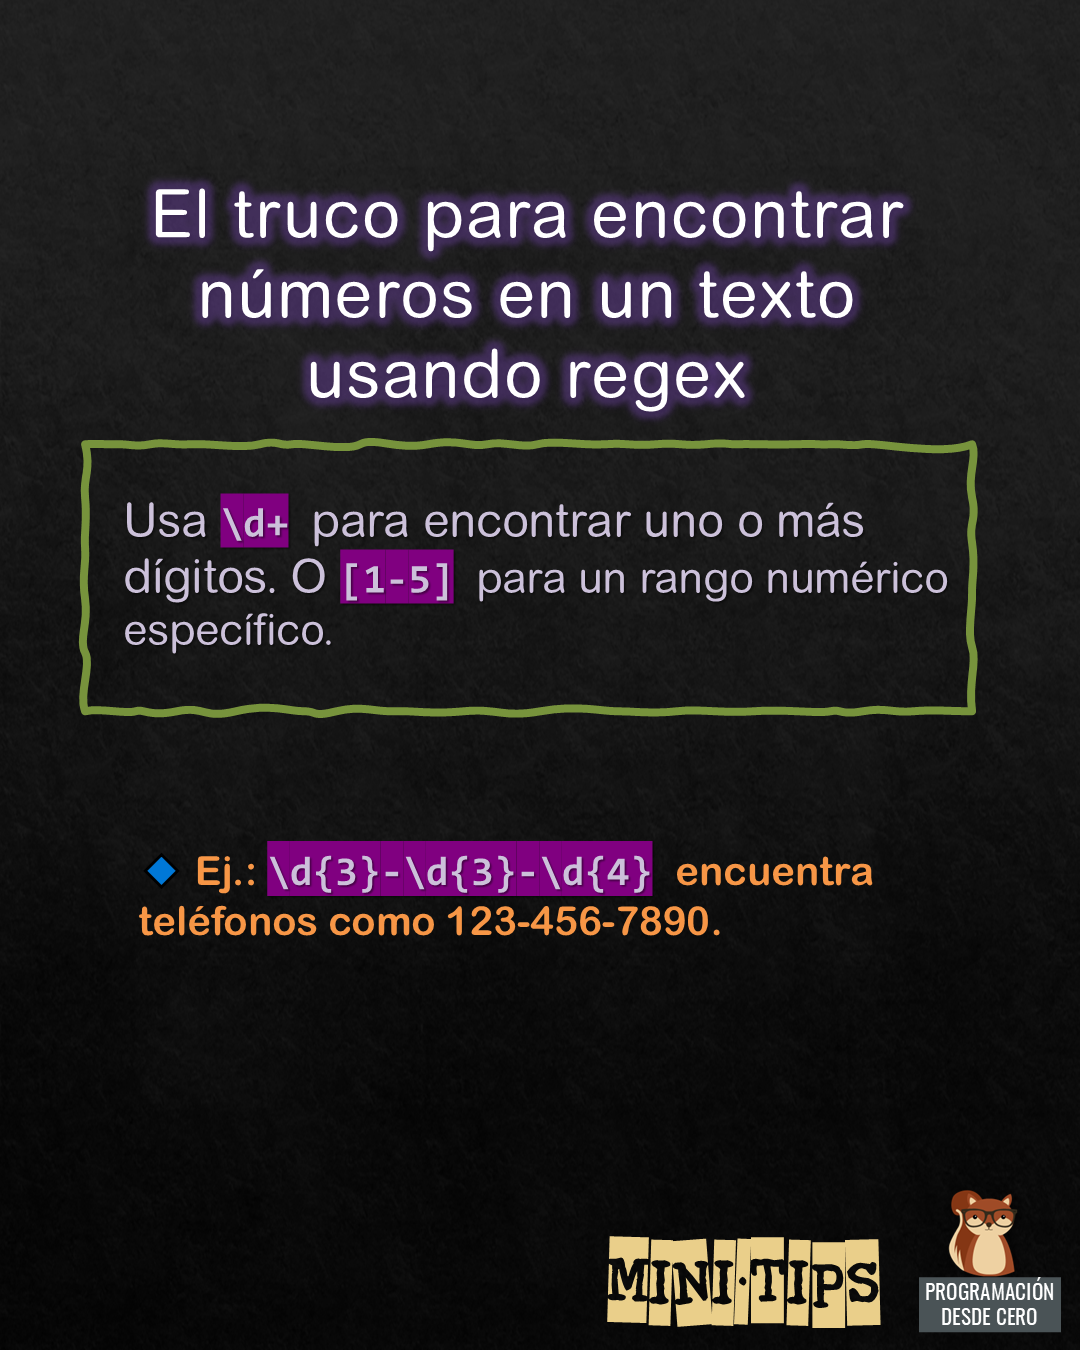 El truco para encontrar
números en un texto
usando regex
Usa \d+ para encontrar uno o más
dígitos. O [1-5] para un rango numérico
específico.
Ej.: \d{3}-\d{3}-\d{4} encuentra
teléfonos como 123-456-7890.
MINI·TIPS
PROGRAMACIÓN
DESDE CERO